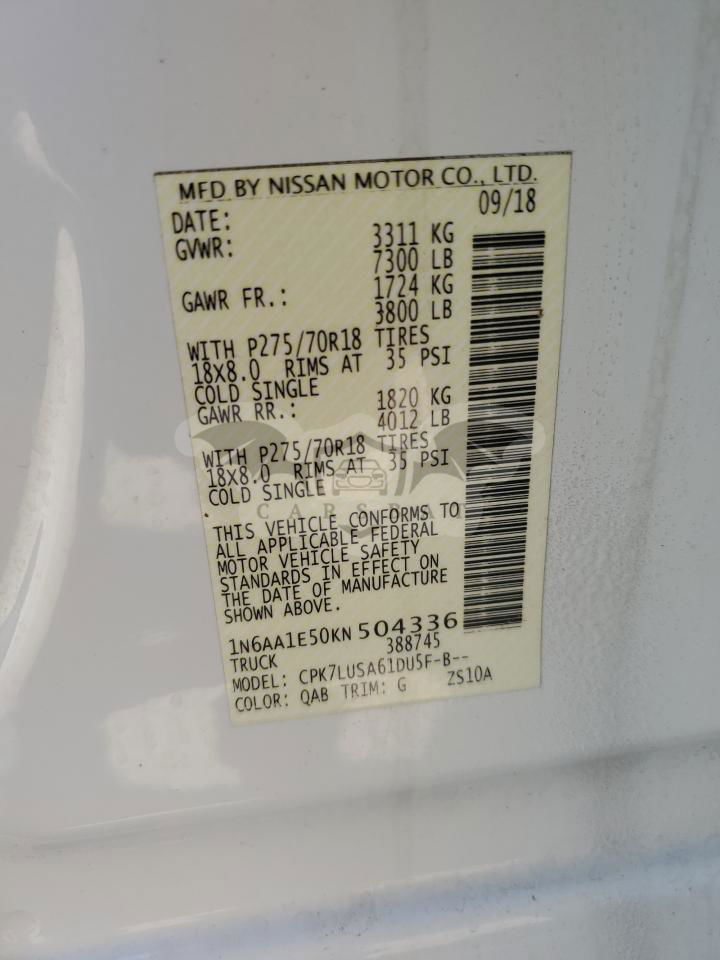 MFD BY NISSAN MOTOR CO., LTD.
DATE: 09/18
GVWR: 3311 KG
7300 LB
GAWR FR.: 1724 KG
3800 LB
WITH P275/70R18 TIRES
18X8.0 RIMS AT 35 PSI
COLD SINGLE
GAWR RR.: 1820 KG
4012 LB
WITH P275/70R18 TIRES
18X8.0 RIMS AT 35 PSI
COLD SINGLE
THIS VEHICLE CONFORMS TO
ALL APPLICABLE FEDERAL
MOTOR VEHICLE SAFETY
STANDARDS IN EFFECT ON
THE DATE OF MANUFACTURE
SHOWN ABOVE.
1N6AA1E50KN504336
TRUCK 388745
MODEL: CPK7LUSA61DU5F-B--
COLOR: QAB TRIM: G ZS10A